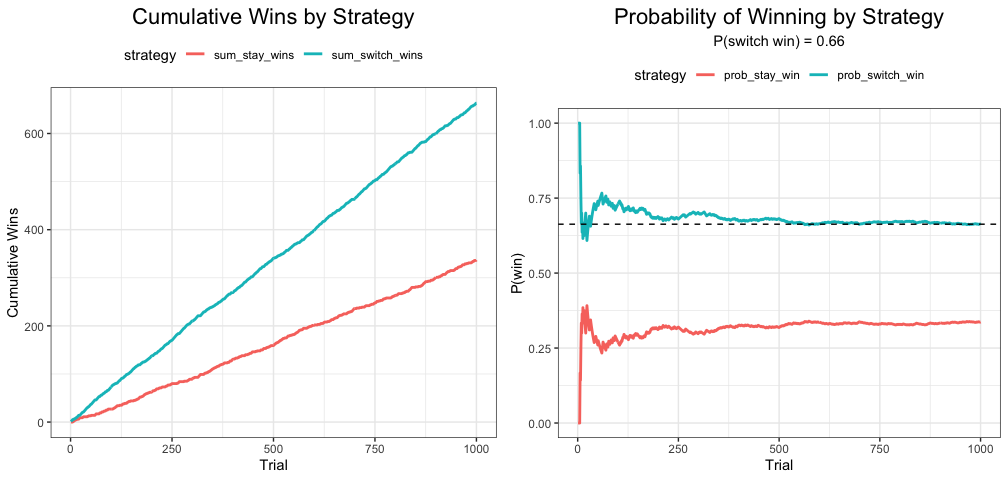 Cumulative Wins by Strategy
strategy sum_stay_wins sum_switch_wins
600
400
200
0
Cumulative Wins
0 250 500 750 1000
Trial
Probability of Winning by Strategy
P(switch win) = 0.66
strategy prob_stay_win prob_switch_win
1.00
0.75
0.50
0.25
0.00
P(win)
0 250 500 750 1000
Trial